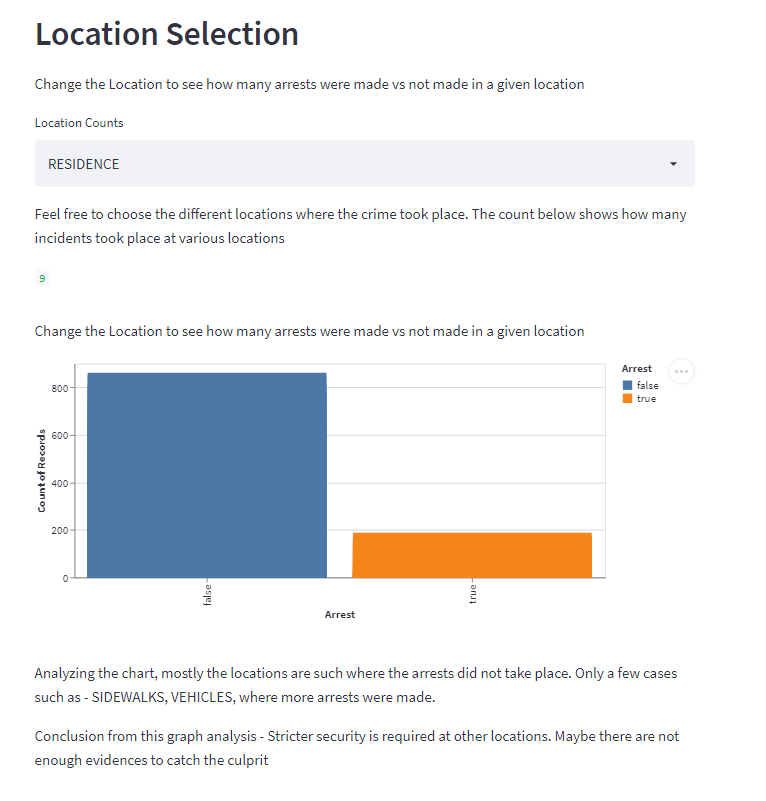 Location Selection
Change the Location to see how many arrests were made vs not made in a given location
Location Counts
RESIDENCE
Feel free to choose the different locations where the crime took place. The count below shows how many
incidents took place at various locations
9
Change the Location to see how many arrests were made vs not made in a given location
Count of Records
800
600
400
200
0
false
true
Arrest
Arrest
false
true
Analyzing the chart, mostly the locations are such where the arrests did not take place. Only a few cases
such as - SIDEWALKS, VEHICLES, where more arrests were made.
Conclusion from this graph analysis - Stricter security is required at other locations. Maybe there are not
enough evidences to catch the culprit